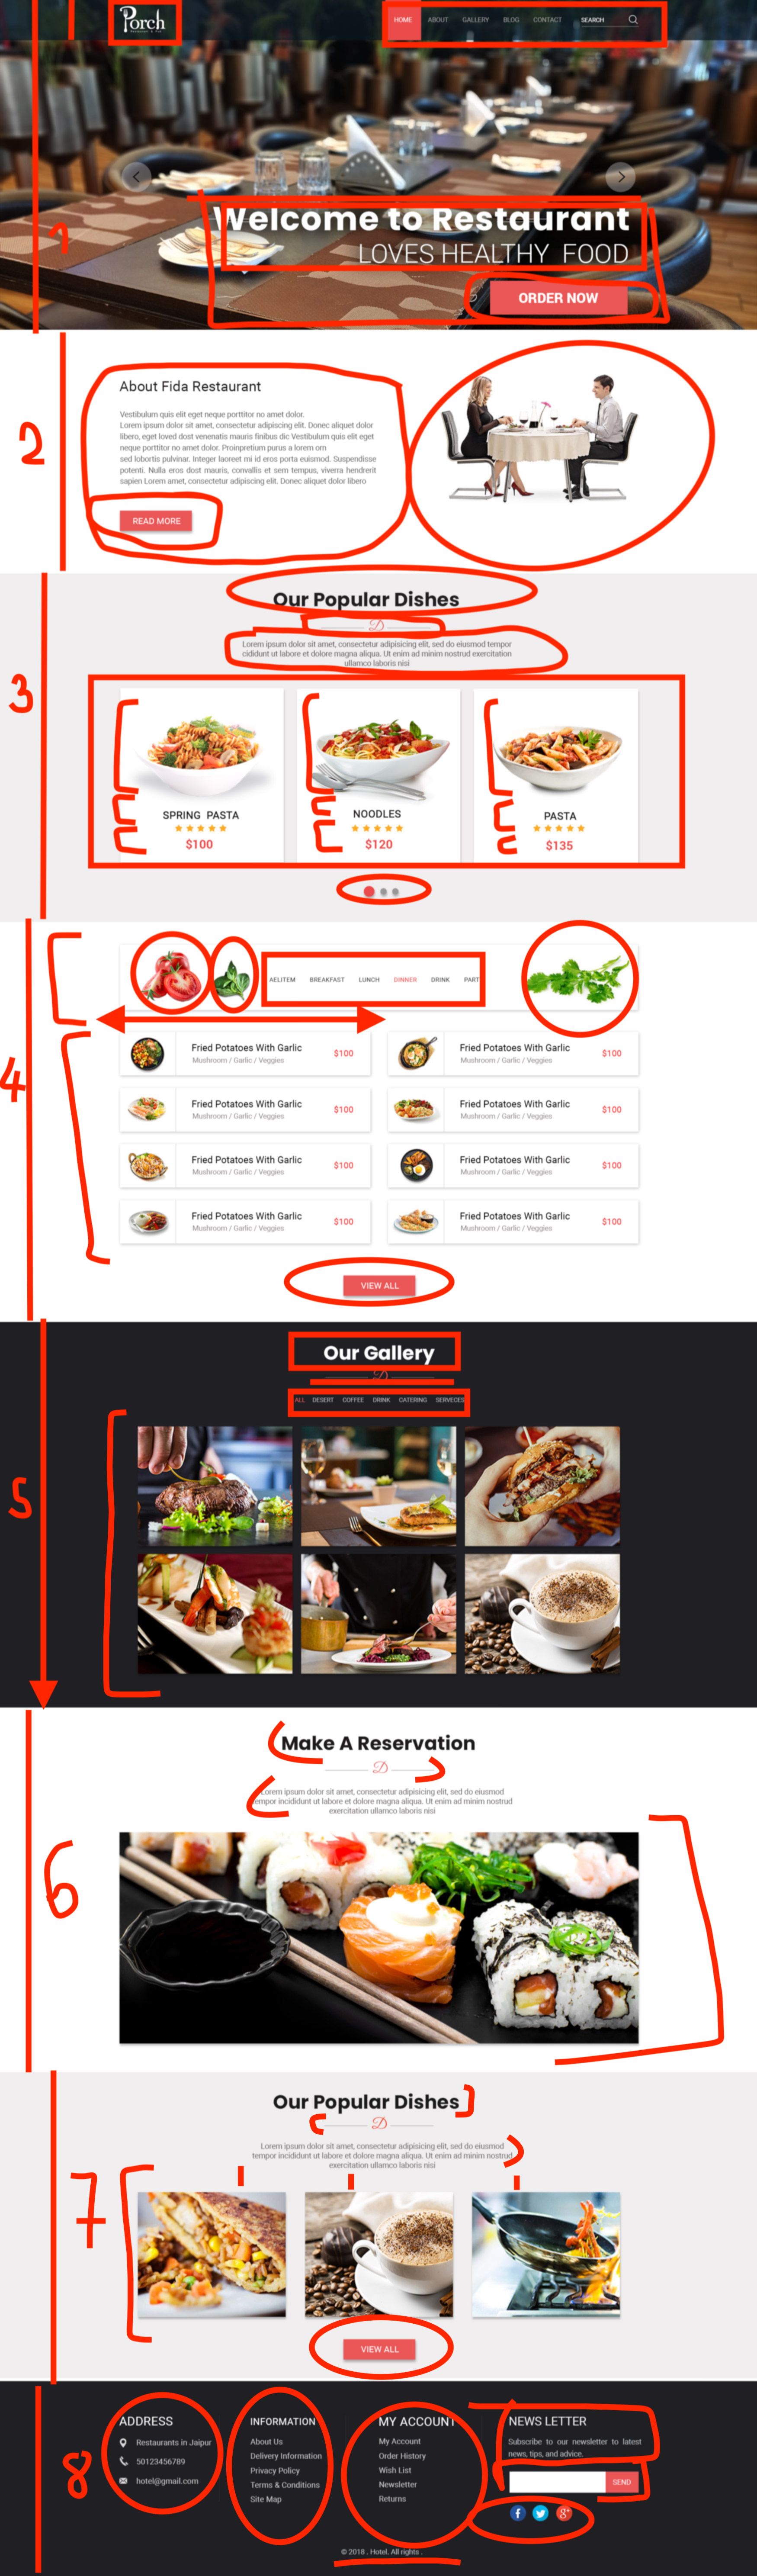 Porch
HOME ABOUT GALLERY BLOG CONTACT SEARCH
1
Welcome to Restaurant
LOVES HEALTHY FOOD
ORDER NOW
2
About Fida Restaurant
Vestibulum quis elit eget neque porttitor no amet dolor.
Lorem ipsum dolor sit amet, consectetur adipiscing elit. Donec aliquet dolor
libero, eget loved dost venenatis mauris finibus dic Vestibulum quis elit eget
neque porttitor no amet dolor. Proinpretium purus a lorem om
sed lobortis pulvinar. Integer laoreet mi id eros porta euismod. Suspendisse
potenti. Nulla eros dost mauris, convallis et sem tempus, viverra hendrerit
sapien Lorem amet, consectetur adipiscing elit. Donec aliquet dolor libero
READ MORE
3
Our Popular Dishes
D
Lorem ipsum dolor sit amet, consectetur adipisicing elit, sed do eiusmod tempor
cididunt ut labore et dolore magna aliqua. Ut enim ad minim nostrud exercitation
ullamco laboris nisi
SPRING PASTA
$100
NOODLES
$120
PASTA
$135
4
AELITEM BREAKFAST LUNCH DINNER DRINK PART
Fried Potatoes With Garlic
Mushroom / Garlic / Veggies
$100
Fried Potatoes With Garlic
Mushroom / Garlic / Veggies
$100
Fried Potatoes With Garlic
Mushroom / Garlic / Veggies
$100
Fried Potatoes With Garlic
Mushroom / Garlic / Veggies
$100
Fried Potatoes With Garlic
Mushroom / Garlic / Veggies
$100
Fried Potatoes With Garlic
Mushroom / Garlic / Veggies
$100
Fried Potatoes With Garlic
Mushroom / Garlic / Veggies
$100
Fried Potatoes With Garlic
Mushroom / Garlic / Veggies
$100
VIEW ALL
5
Our Gallery
D
ALL DESERT COFFEE DRINK CATERING SERVECES
6
Make A Reservation
D
Lorem ipsum dolor sit amet, consectetur adipisicing elit, sed do eiusmod
tempor incididunt ut labore et dolore magna aliqua. Ut enim ad minim nostrud
exercitation ullamco laboris nisi
7
Our Popular Dishes
D
Lorem ipsum dolor sit amet, consectetur adipisicing elit, sed do eiusmod
tempor incididunt ut labore et dolore magna aliqua. Ut enim ad minim nostrud
exercitation ullamco laboris nisi
VIEW ALL
8
ADDRESS
Restaurants in Jaipur
50123456789
hotel@gmail.com
INFORMATION
About Us
Delivery Information
Privacy Policy
Terms & Conditions
Site Map
MY ACCOUNT
My Account
Order History
Wish List
Newsletter
Returns
NEWS LETTER
Subscribe to our newsletter to latest
news, tips, and advice.
SEND
f g+
© 2018 . Hotel. All rights .